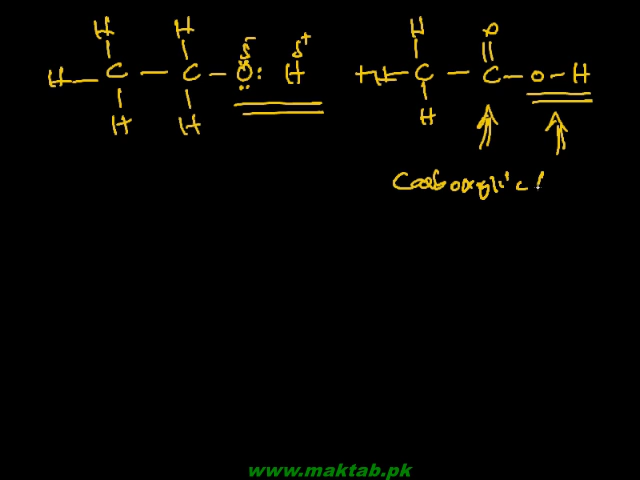 H H δ- δ+ H O
H — C — C — O : H H — C — C — O — H
H H H
Carboxylic
www.maktab.pk